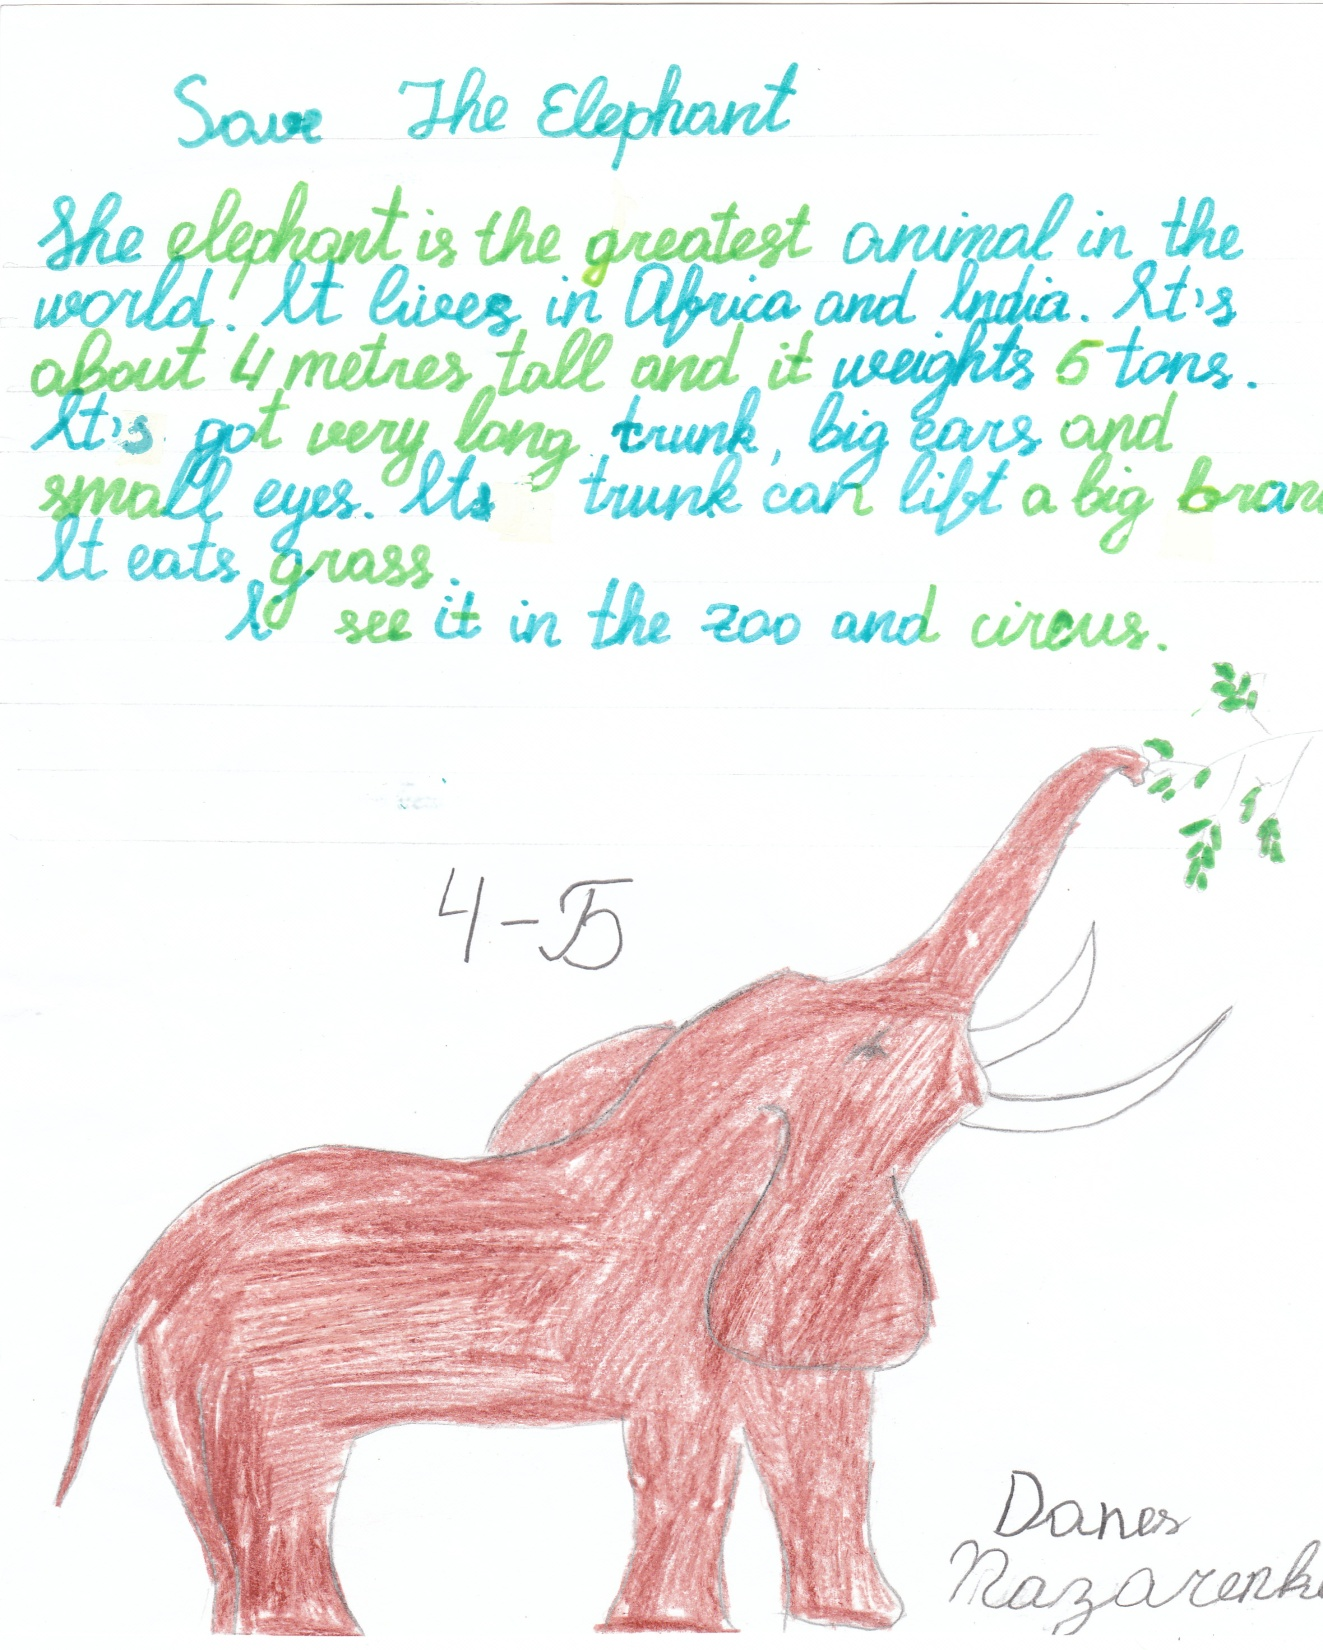 Save The Elephant
The elephant is the greatest animal in the
world. It lives in Africa and India. It's
about 4 metres tall and it weights 5 tons.
It's got very long trunk, big ears and
small eyes. Its trunk can lift a big bran
It eats grass.
I see it in the zoo and circus.
4-Б
Danes
Nazarenk